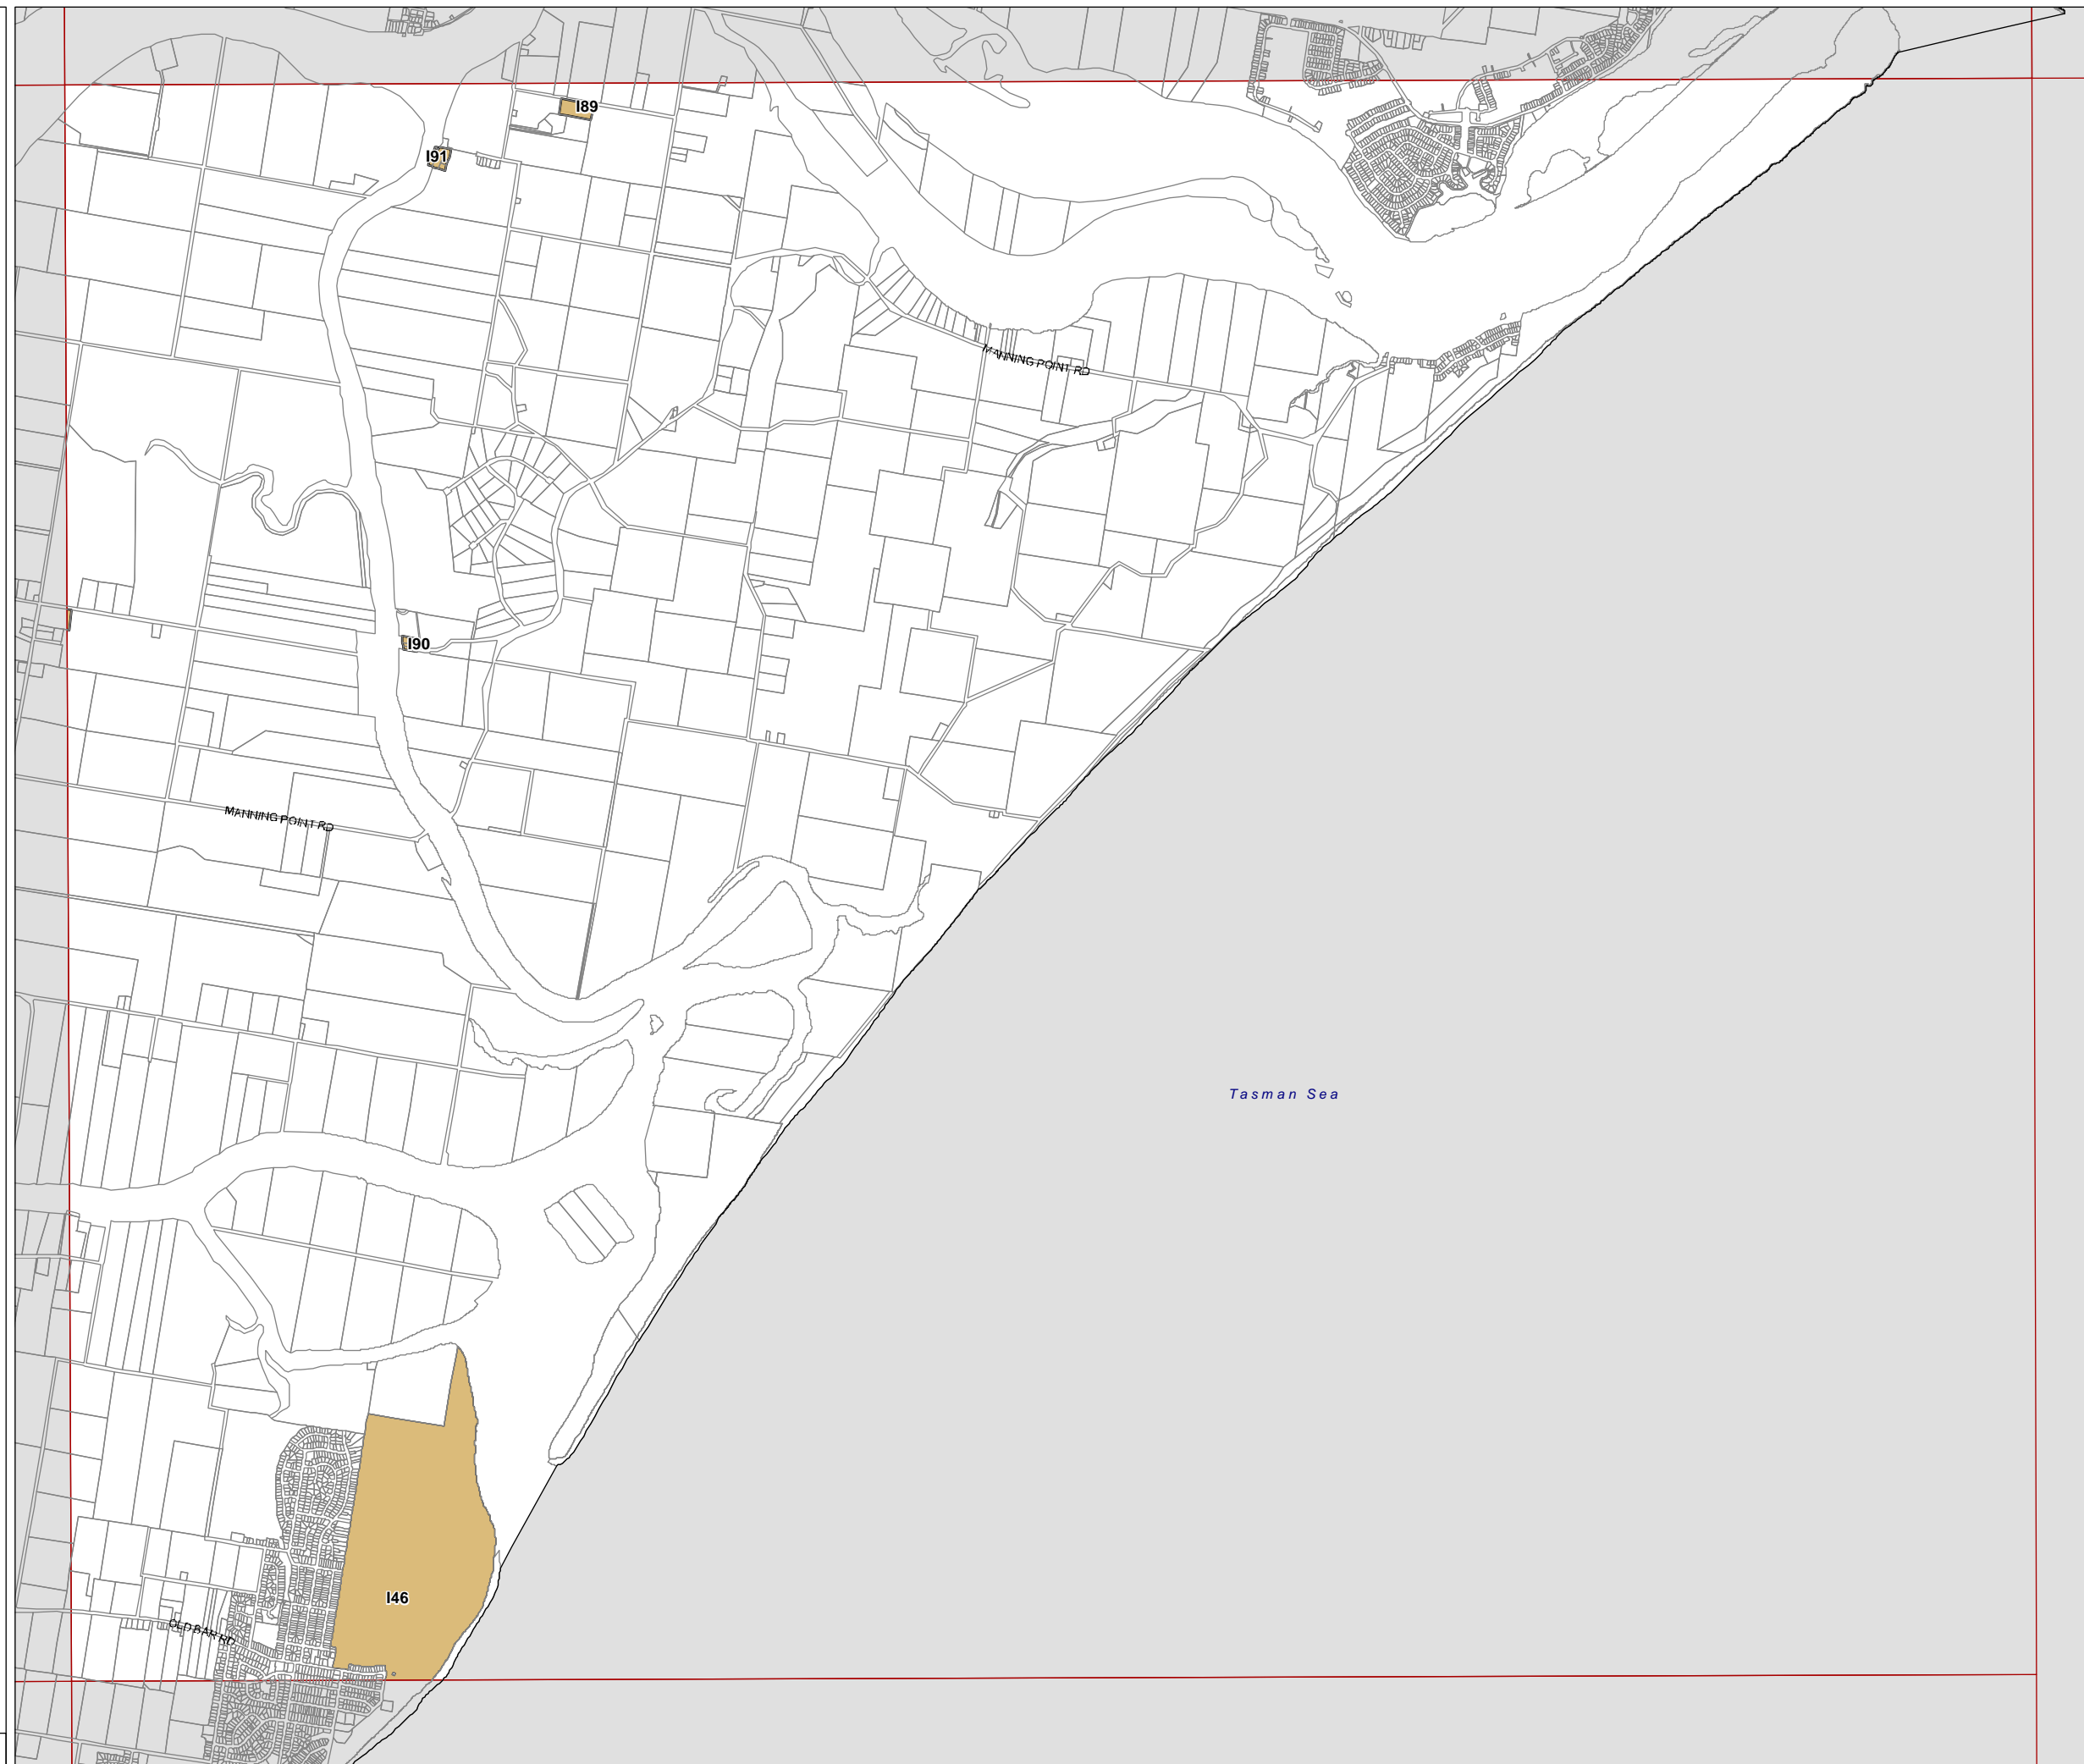 I89
I91
MANNING POINT RD
I90
MANNING POINT RD
Tasman Sea
I46
OLD BAR RD